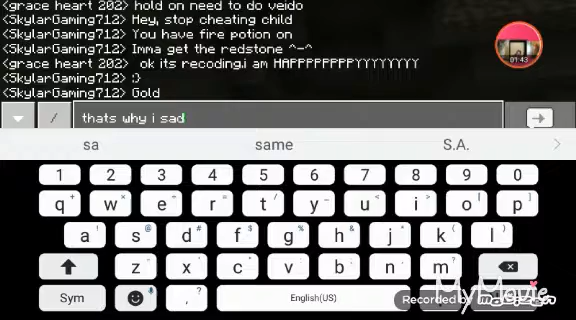 <grace heart 202> hold on need to do veido
<SkylarGaming712> Hey, stop cheating child
<SkylarGaming712> You have fire potion on
<SkylarGaming712> Imma get the redstone ^-^
<grace heart 202>  ok its recoding.i am HAPPPPPPPPYYYYYYYY
<SkylarGaming712> :}
<SkylarGaming712> Gold
01:43
/ thats why i sad
sa same S.A.
1 2 3 4 5 6 7 8 9 0
q w e r t y u i o p
a s d f g h j k l
z x c v b n m
Sym , ? English(US)
MyMovie
Recorded by